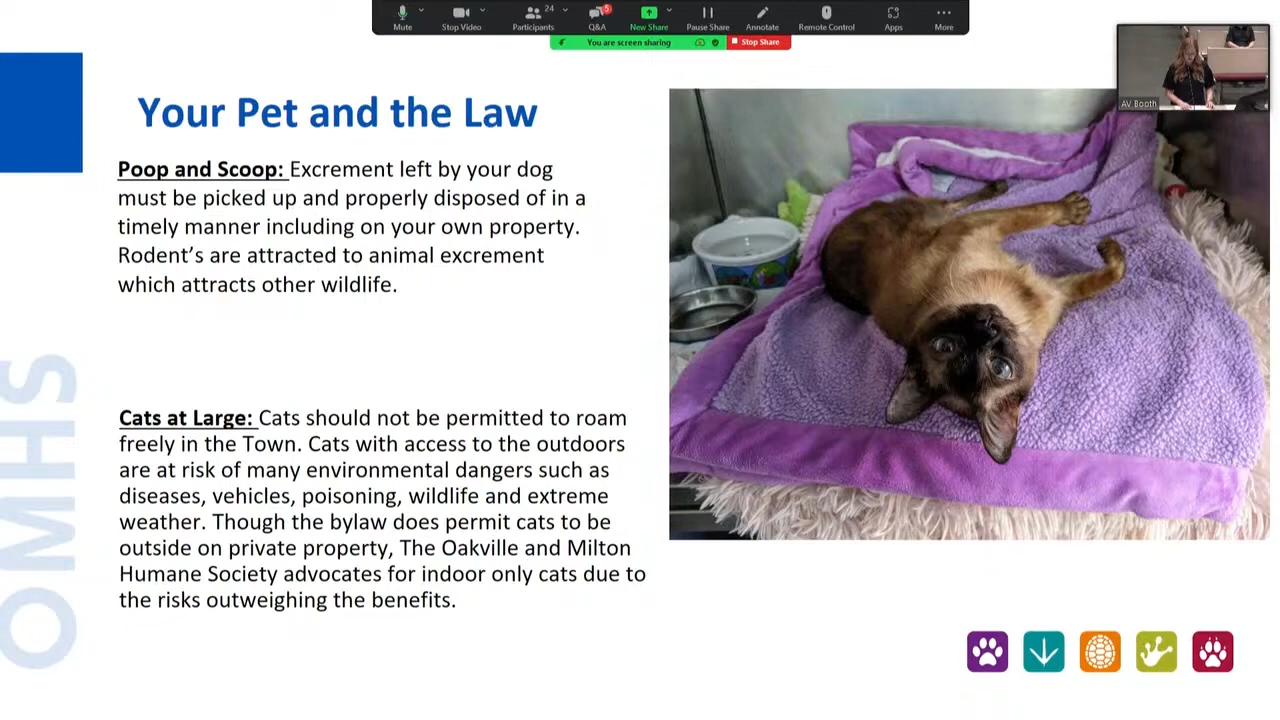 24
5
Mute
Stop Video
Participants
Q&A
New Share
Pause Share
Annotate
Remote Control
Apps
More
You are screen sharing
Stop Share
AV Booth
Your Pet and the Law
Poop and Scoop: Excrement left by your dog
must be picked up and properly disposed of in a
timely manner including on your own property.
Rodent's are attracted to animal excrement
which attracts other wildlife.
Cats at Large: Cats should not be permitted to roam
freely in the Town. Cats with access to the outdoors
are at risk of many environmental dangers such as
diseases, vehicles, poisoning, wildlife and extreme
weather. Though the bylaw does permit cats to be
outside on private property, The Oakville and Milton
Humane Society advocates for indoor only cats due to
the risks outweighing the benefits.
OMHS